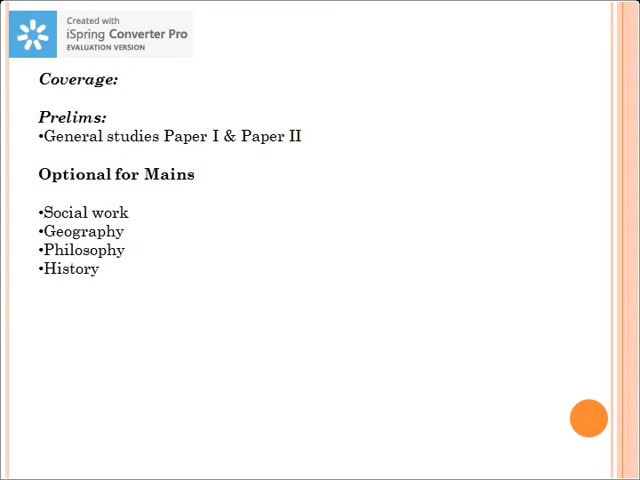 Created with
iSpring Converter Pro
EVALUATION VERSION
Coverage:
Prelims:
•General studies Paper I & Paper II
Optional for Mains
•Social work
•Geography
•Philosophy
•History